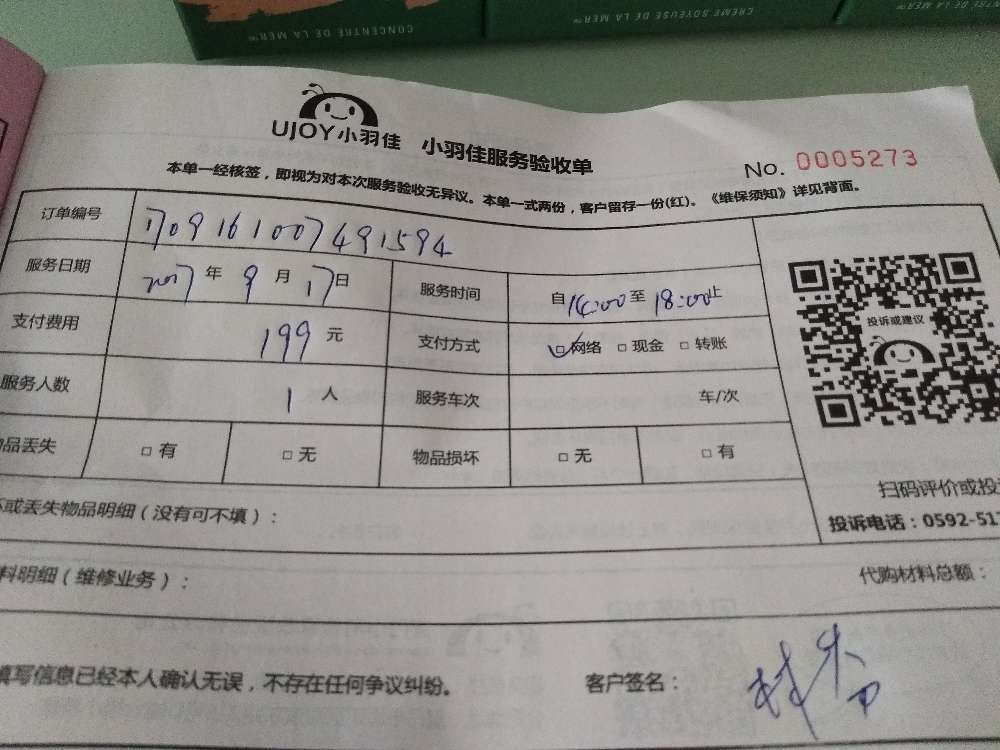 CONCENTRE DE LA MER™
CREME SOYEUSE DE LA MER™
CONCENTRE DE LA
UJOY小羽佳 小羽佳服务验收单
No. 0005273
本单一经核签，即视为对本次服务验收无异议。本单一式两份，客户留存一份(红)。《维保须知》详见背面。
订单编号 1709161007491594
服务日期 2017 年 9 月 17 日 服务时间 自 14:00 至 18:00 止
投诉或建议
支付费用 199 元 支付方式 ☑ 网络 □ 现金 □ 转账
服务人数 1 人 服务车次 车/次
品丢失 □ 有 □ 无 物品损坏 □ 无 □ 有
扫码评价或投
投诉电话：0592-51
坏或丢失物品明细（没有可不填）：
料明细（维修业务）： 代购材料总额：
填写信息已经本人确认无误，不存在任何争议纠纷。 客户签名：